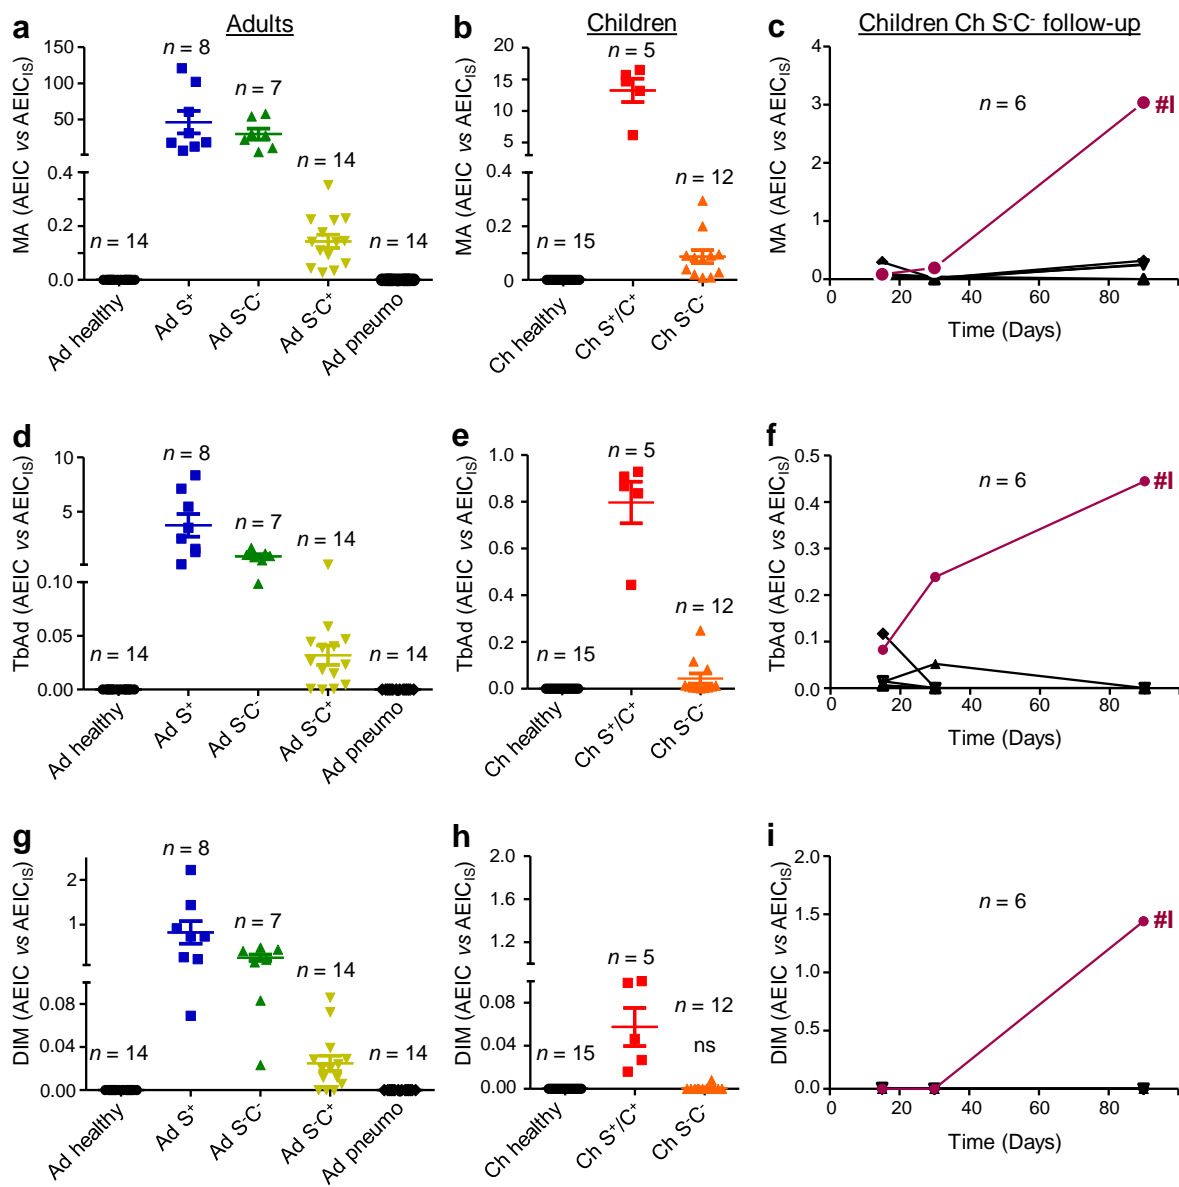 a Adults
MA (AEIC vs AEIC_IS)
150
100
50
0.4
0.2
0.0
n = 14
n = 8
n = 7
n = 14
n = 14
Ad healthy
Ad S⁺
Ad S⁻C⁻
Ad S⁻C⁺
Ad pneumo
b Children
MA (AEIC vs AEIC_IS)
20
15
10
5
0.4
0.2
0
n = 15
n = 5
n = 12
Ch healthy
Ch S⁺/C⁺
Ch S⁻C⁻
c Children Ch S⁻C⁻ follow-up
MA (AEIC vs AEIC_IS)
4
3
2
1
0
n = 6
#I
0 20 40 60 80
Time (Days)
d
TbAd (AEIC vs AEIC_IS)
10
5
0.10
0.05
0.00
n = 14
n = 8
n = 7
n = 14
n = 14
Ad healthy
Ad S⁺
Ad S⁻C⁻
Ad S⁻C⁺
Ad pneumo
e
TbAd (AEIC vs AEIC_IS)
1.0
0.8
0.6
0.4
0.2
0.0
n = 15
n = 5
n = 12
Ch healthy
Ch S⁺/C⁺
Ch S⁻C⁻
f
TbAd (AEIC vs AEIC_IS)
0.5
0.4
0.3
0.2
0.1
0.0
n = 6
#I
0 20 40 60 80
Time (Days)
g
DIM (AEIC vs AEIC_IS)
2
1
0.08
0.04
0.00
n = 14
n = 8
n = 7
n = 14
n = 14
Ad healthy
Ad S⁺
Ad S⁻C⁻
Ad S⁻C⁺
Ad pneumo
h
DIM (AEIC vs AEIC_IS)
2.0
1.6
1.2
0.08
0.04
0.00
n = 15
n = 5
n = 12
ns
Ch healthy
Ch S⁺/C⁺
Ch S⁻C⁻
i
DIM (AEIC vs AEIC_IS)
2.0
1.5
1.0
0.5
0.0
n = 6
#I
0 20 40 60 80
Time (Days)